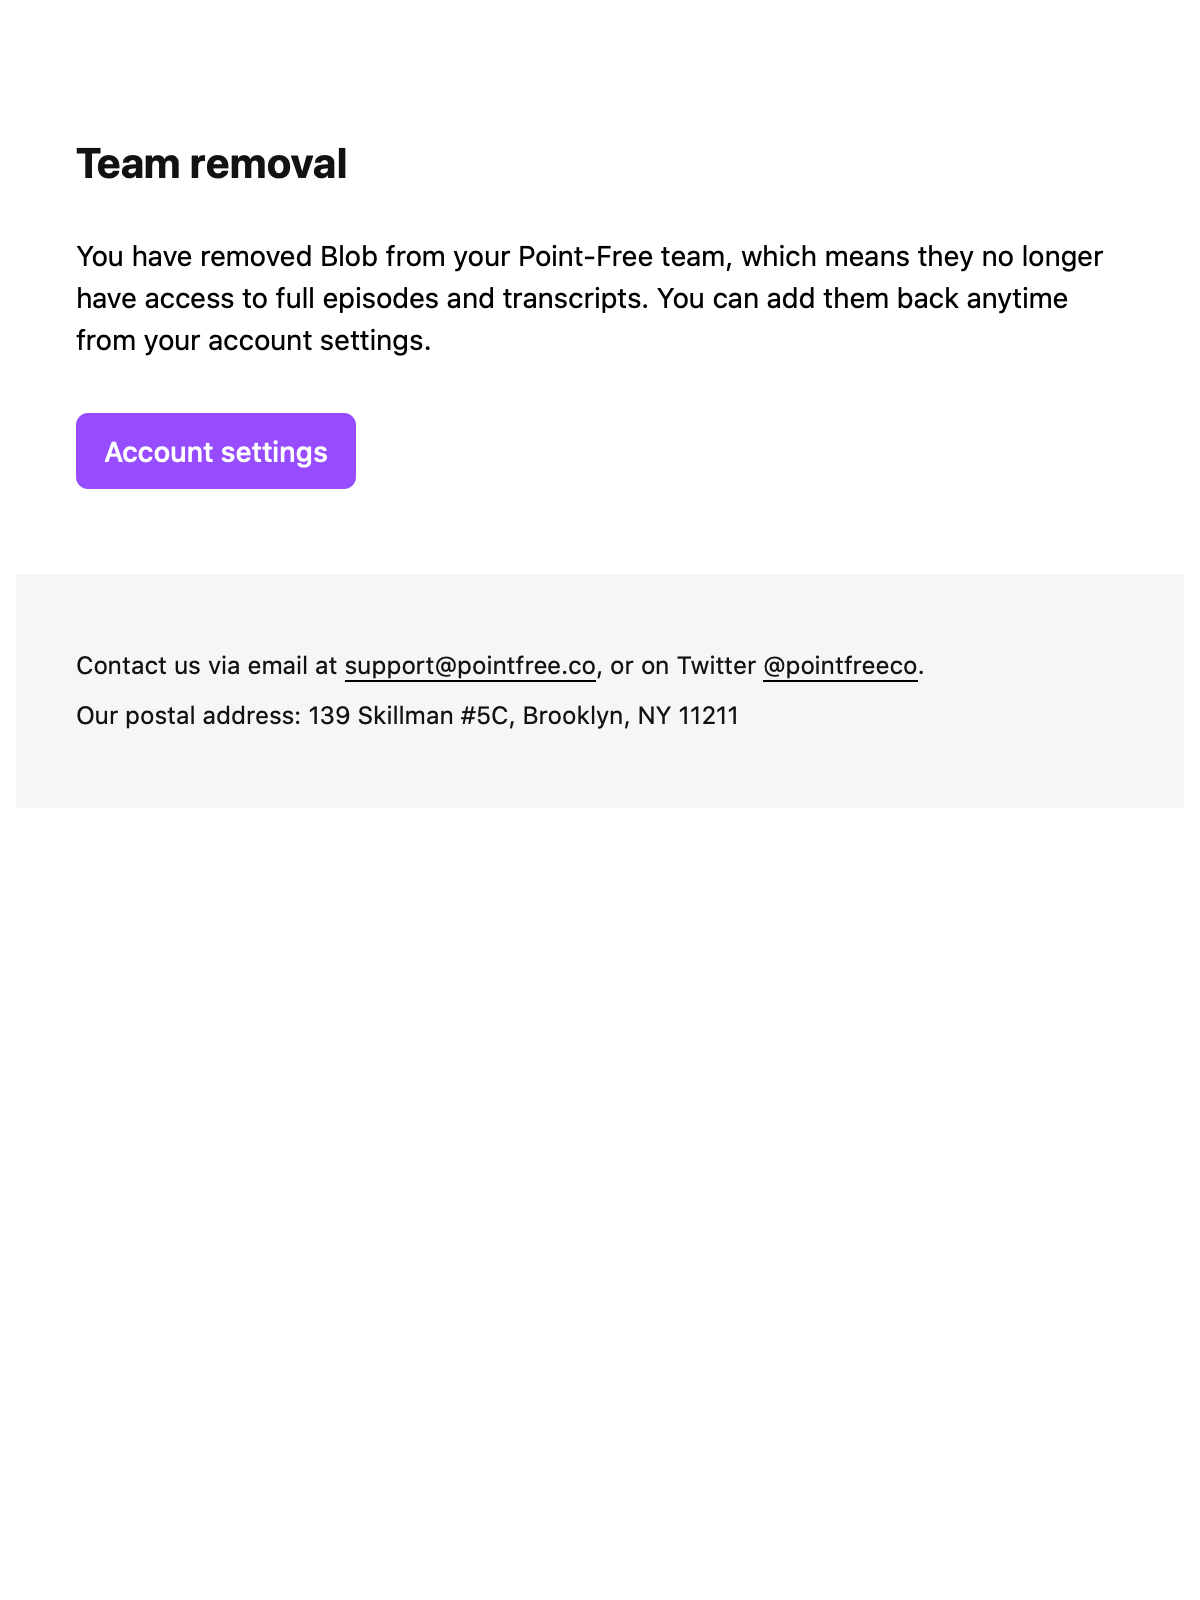 Team removal
You have removed Blob from your Point-Free team, which means they no longer
have access to full episodes and transcripts. You can add them back anytime
from your account settings.
Account settings
Contact us via email at support@pointfree.co, or on Twitter @pointfreeco.
Our postal address: 139 Skillman #5C, Brooklyn, NY 11211